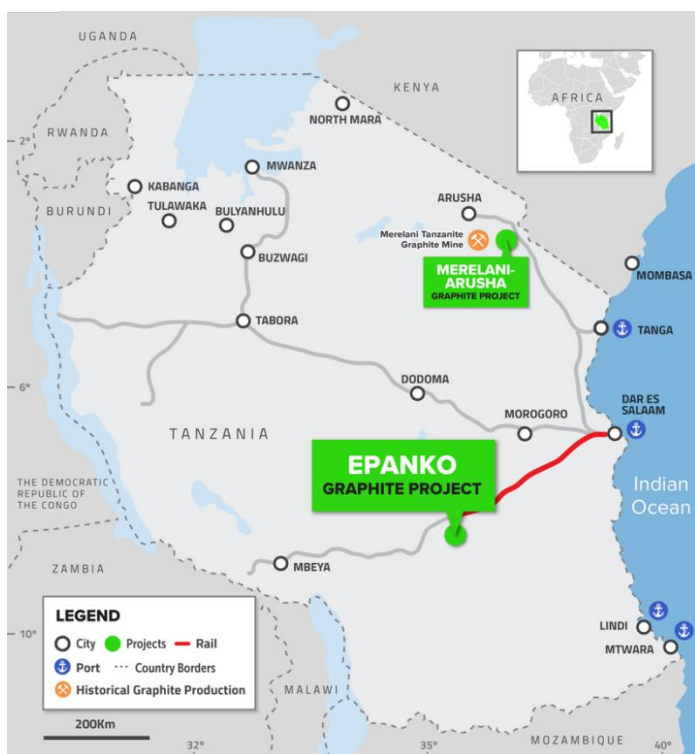 UGANDA
KENYA
AFRICA
NORTH MARA
2°
RWANDA
MWANZA
KABANGA
TULAWAKA
BULYANHULU
ARUSHA
BURUNDI
Merelani Tanzanite
Graphite Mine
BUZWAGI
MERELANI-
ARUSHA
GRAPHITE PROJECT
MOMBASA
TABORA
TANGA
6°
DODOMA
DAR ES
SALAAM
MOROGORO
TANZANIA
EPANKO
GRAPHITE PROJECT
THE DEMOCRATIC
REPUBLIC OF
THE CONGO
Indian
Ocean
MBEYA
ZAMBIA
LEGEND
City
Projects
Rail
Port
Country Borders
Historical Graphite Production
10°
LINDI
MTWARA
MALAWI
200Km
MOZAMBIQUE
32°
35°
40°